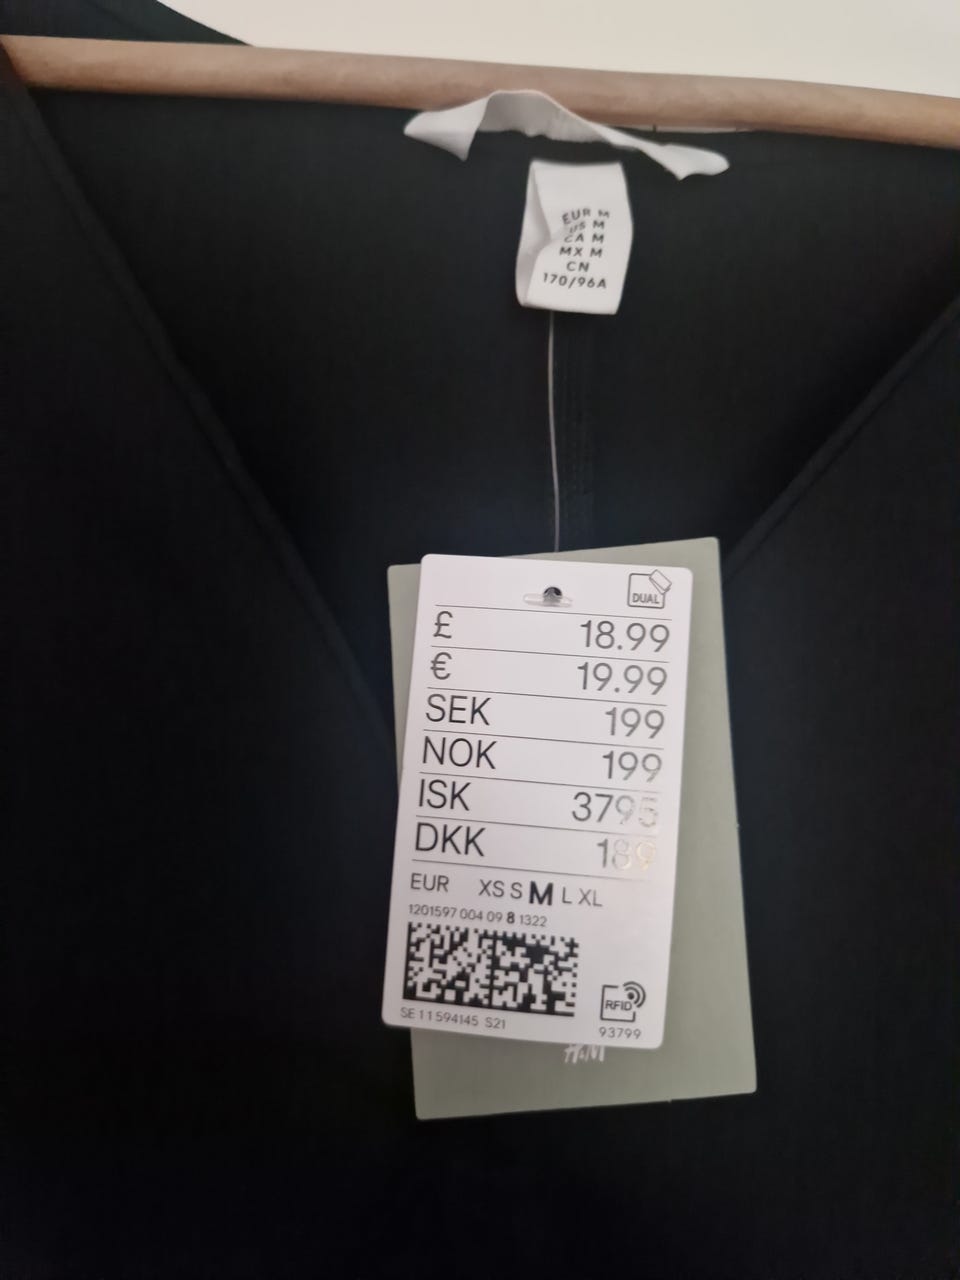 EUR M
US M
CA M
MX M
CN
170/96A
DUAL
£ 18.99
€ 19.99
SEK 199
NOK 199
ISK 3795
DKK 189
EUR XS S M L XL
1201597 004 09 8 1322
RFID
SE 11594145 S21
93799
H&M